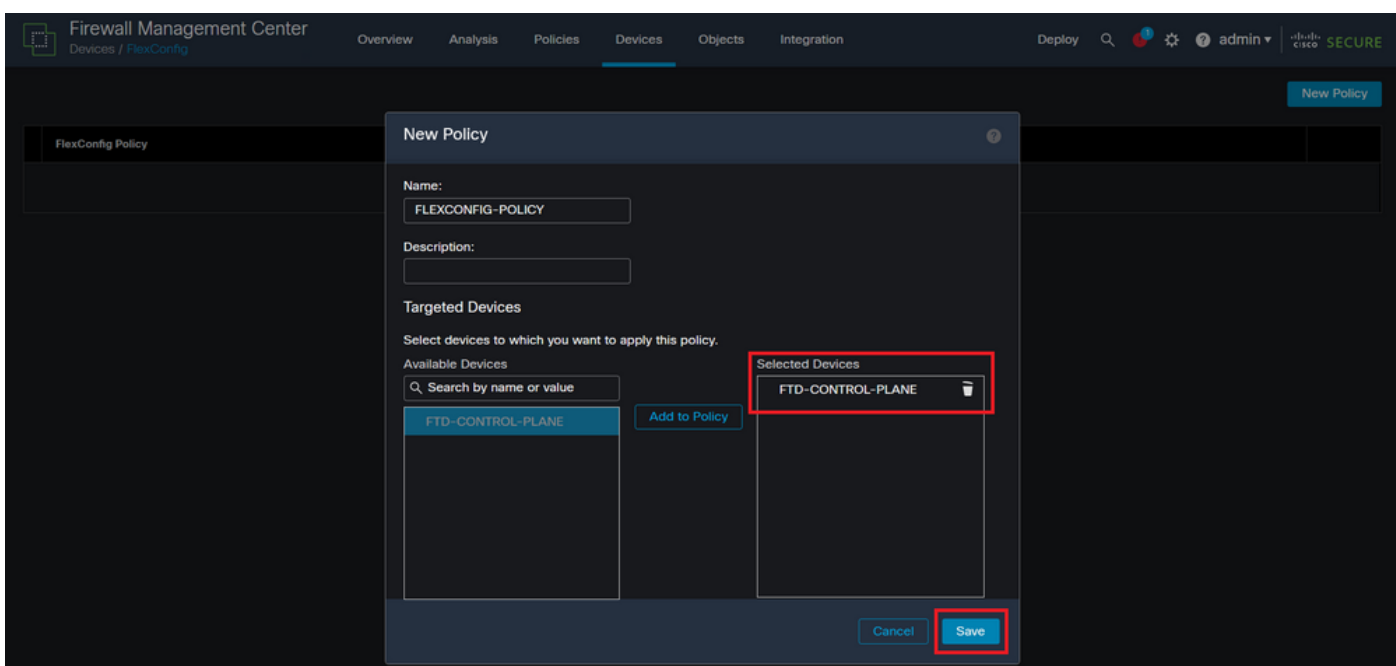 Firewall Management Center
Devices / FlexConfig
Overview Analysis Policies Devices Objects Integration Deploy 1 admin cisco SECURE
New Policy
FlexConfig Policy
New Policy
Name:
FLEXCONFIG-POLICY
Description:
Targeted Devices
Select devices to which you want to apply this policy.
Available Devices Selected Devices
Search by name or value FTD-CONTROL-PLANE
FTD-CONTROL-PLANE Add to Policy
Cancel Save